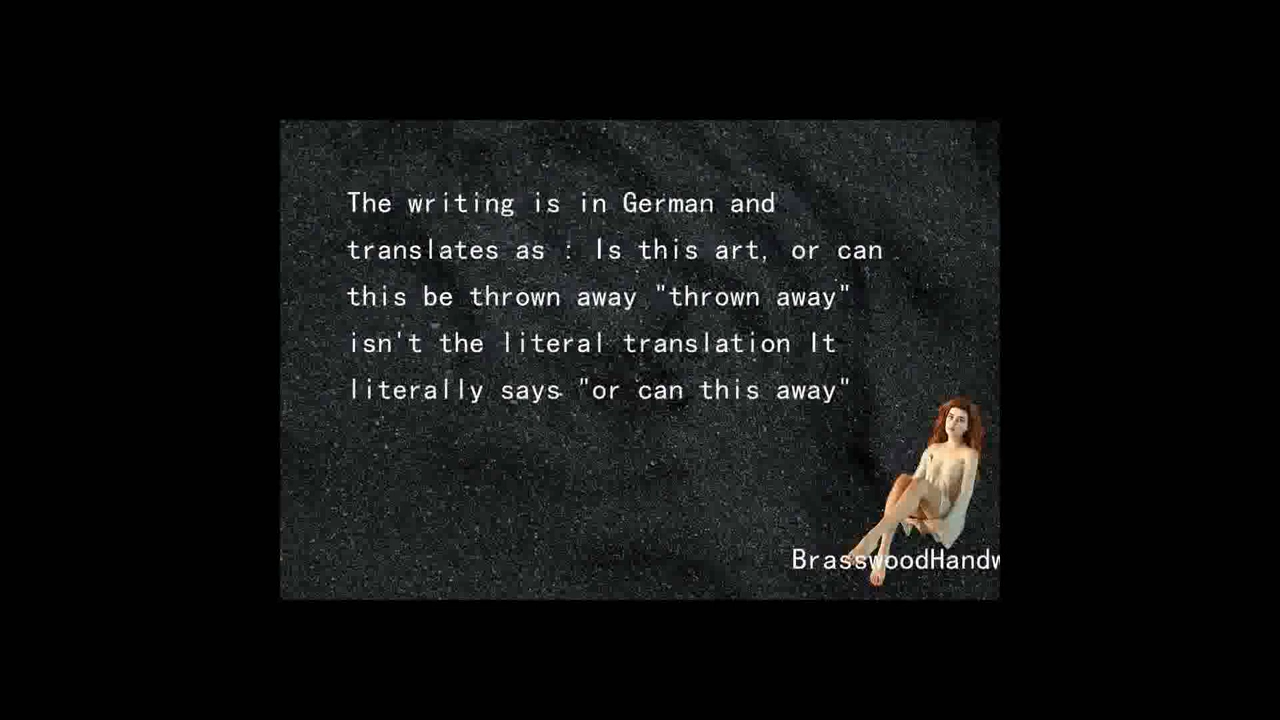 The writing is in German and
translates as : Is this art, or can
this be thrown away "thrown away"
isn't the literal translation It
literally says "or can this away"
BrasswoodHandw